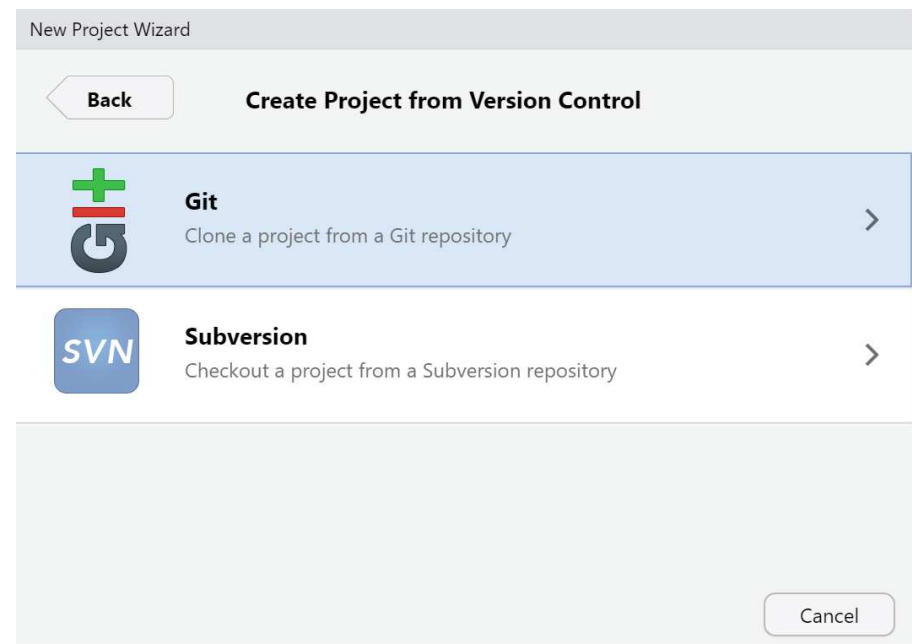 New Project Wizard
Back
Create Project from Version Control
Git
Clone a project from a Git repository
SVN
Subversion
Checkout a project from a Subversion repository
Cancel